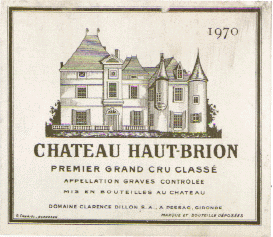 1970
CHATEAU HAUT-BRION
PREMIER GRAND CRU CLASSÉ
APPELLATION GRAVES CONTRÔLÉE
MIS EN BOUTEILLES AU CHATEAU
DOMAINE CLARENCE DILLON S.A., A PESSAC, GIRONDE
MARQUE ET BOUTEILLE DÉPOSÉES